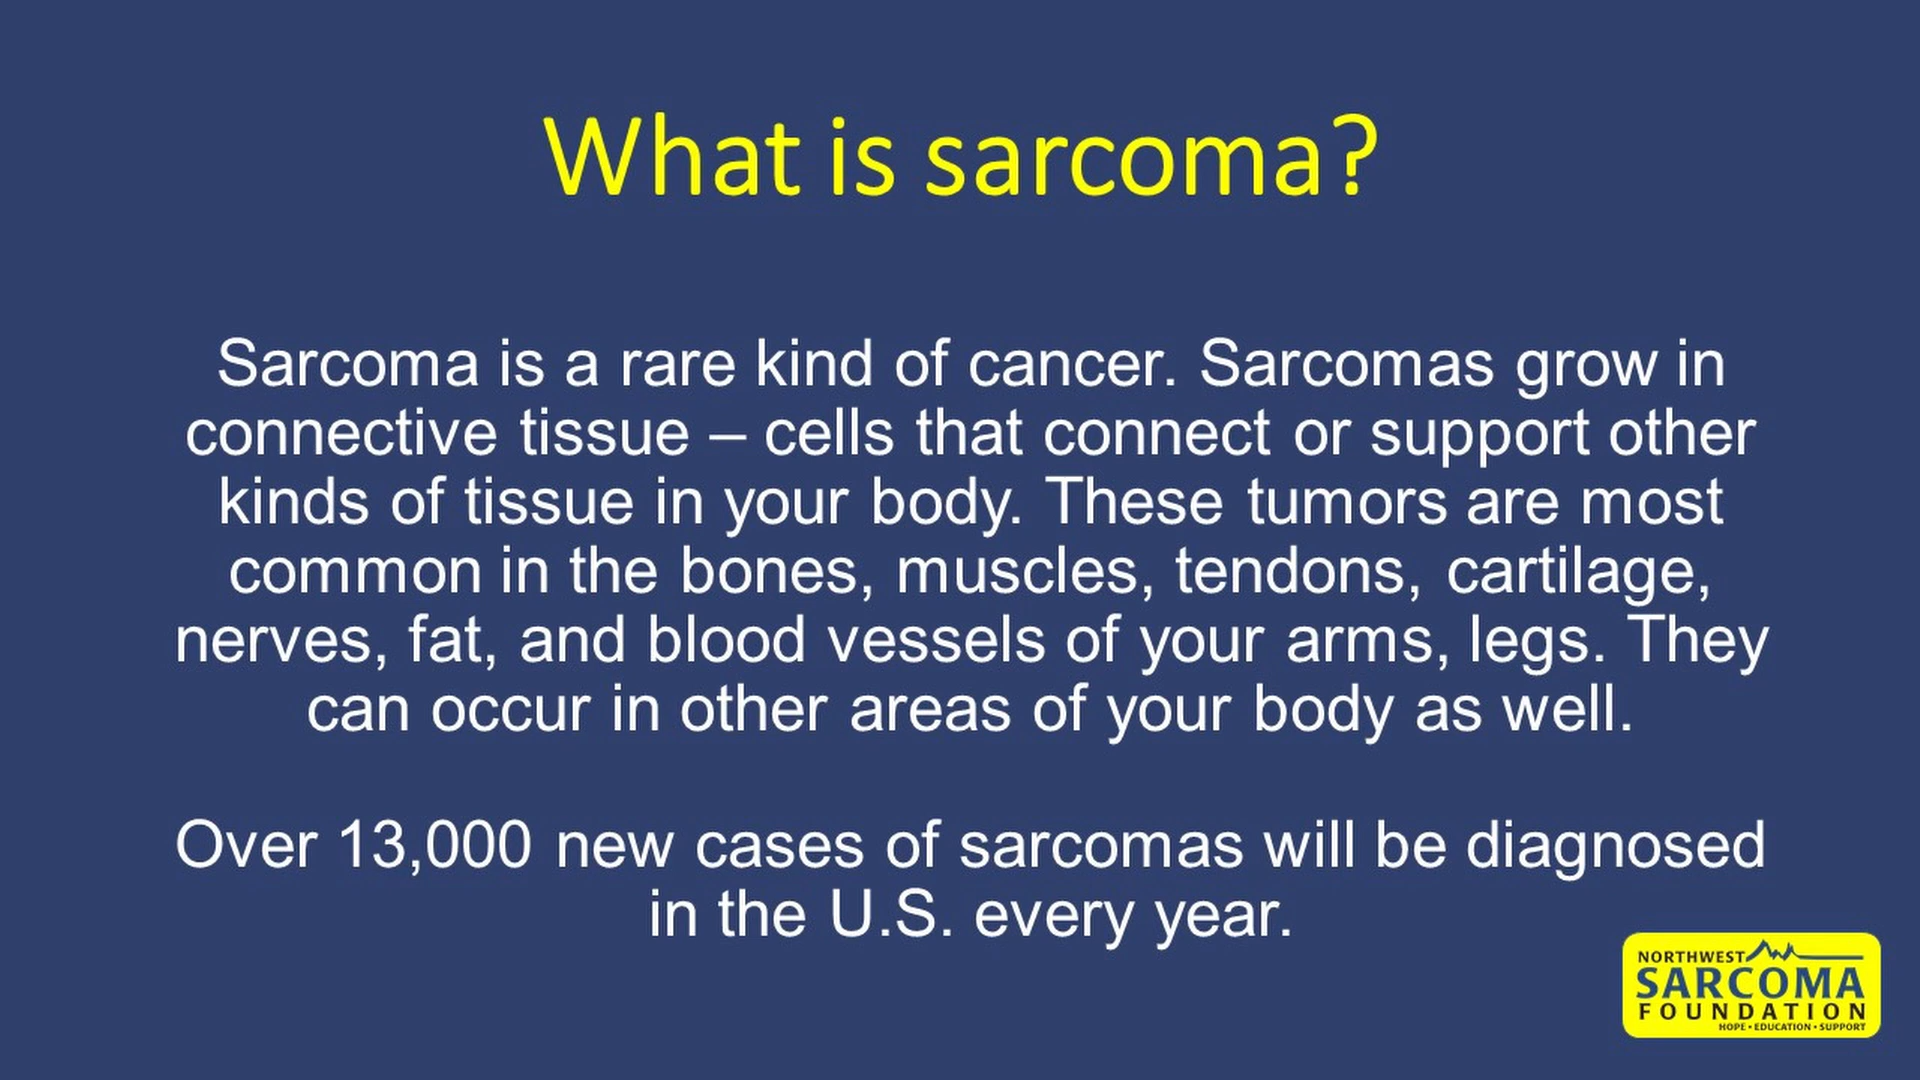 What is sarcoma?
Sarcoma is a rare kind of cancer. Sarcomas grow in
connective tissue – cells that connect or support other
kinds of tissue in your body. These tumors are most
common in the bones, muscles, tendons, cartilage,
nerves, fat, and blood vessels of your arms, legs. They
can occur in other areas of your body as well.
Over 13,000 new cases of sarcomas will be diagnosed
in the U.S. every year.
NORTHWEST
SARCOMA
FOUNDATION
HOPE • EDUCATION • SUPPORT